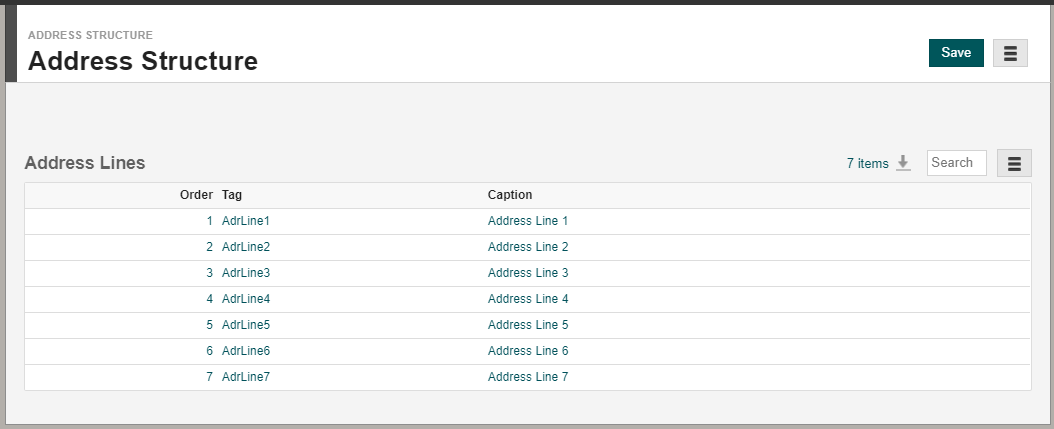 ADDRESS STRUCTURE
Address Structure
Save
Address Lines
7 items
Search
Order Tag Caption
1 AdrLine1 Address Line 1
2 AdrLine2 Address Line 2
3 AdrLine3 Address Line 3
4 AdrLine4 Address Line 4
5 AdrLine5 Address Line 5
6 AdrLine6 Address Line 6
7 AdrLine7 Address Line 7